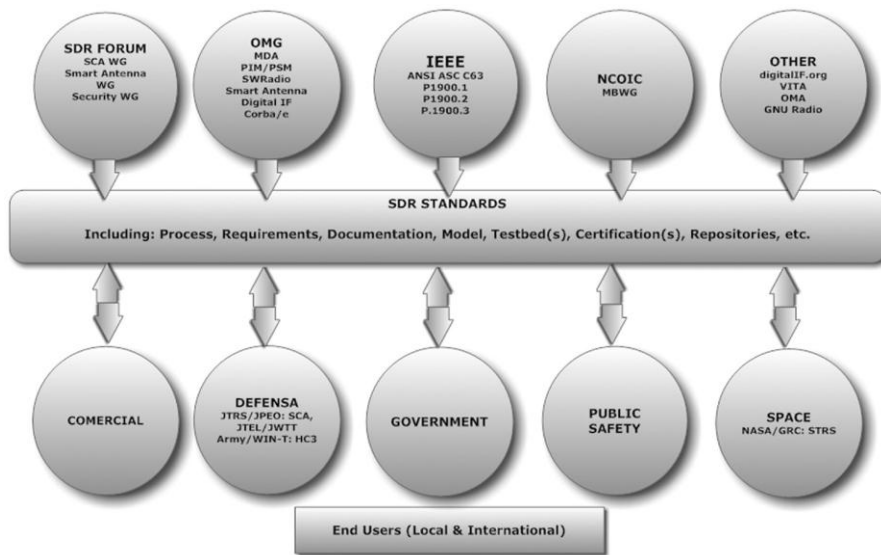 SDR FORUM
SCA WG
Smart Antenna
WG
Security WG
OMG
MDA
PIM/PSM
SWRadio
Smart Antenna
Digital IF
Corba/e
IEEE
ANSI ASC C63
P1900.1
P1900.2
P.1900.3
NCOIC
MBWG
OTHER
digitalIF.org
VITA
OMA
GNU Radio
SDR STANDARDS
Including: Process, Requirements, Documentation, Model, Testbed(s), Certification(s), Repositories, etc.
COMERCIAL
DEFENSA
JTRS/JPEO: SCA,
JTEL/JWTT
Army/WIN-T: HC3
GOVERNMENT
PUBLIC
SAFETY
SPACE
NASA/GRC: STRS
End Users (Local & International)